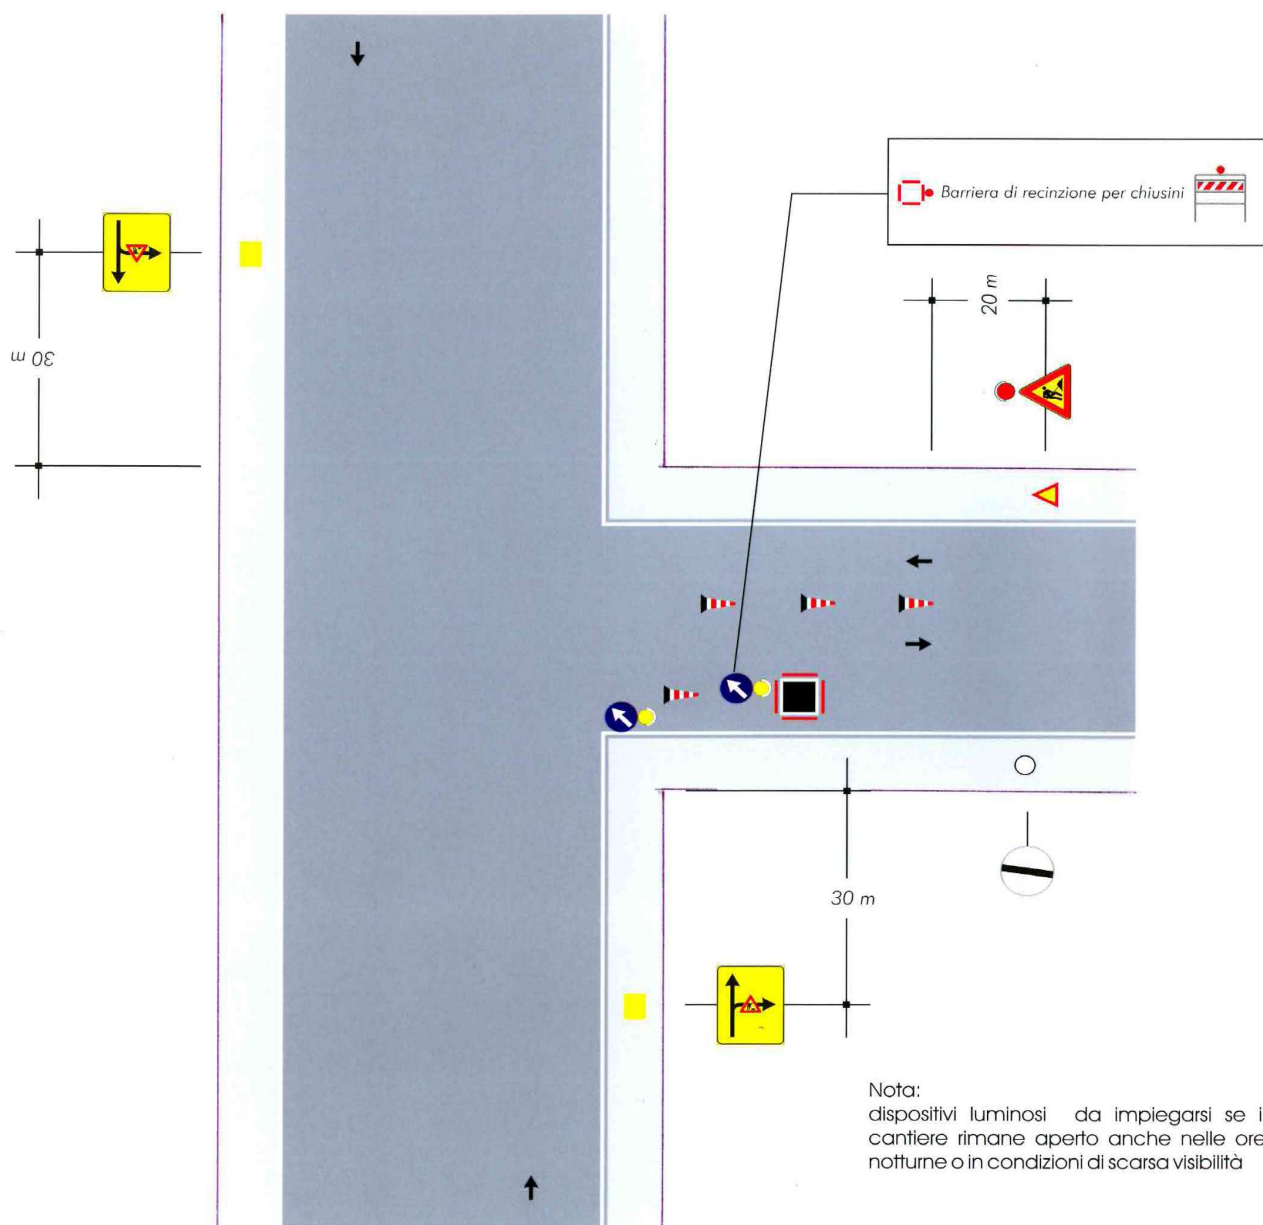 Barriera di recinzione per chiusini
20 m
30 m
30 m
Nota:
dispositivi luminosi da impiegarsi se i
cantiere rimane aperto anche nelle ore
notturne o in condizioni di scarsa visibilità